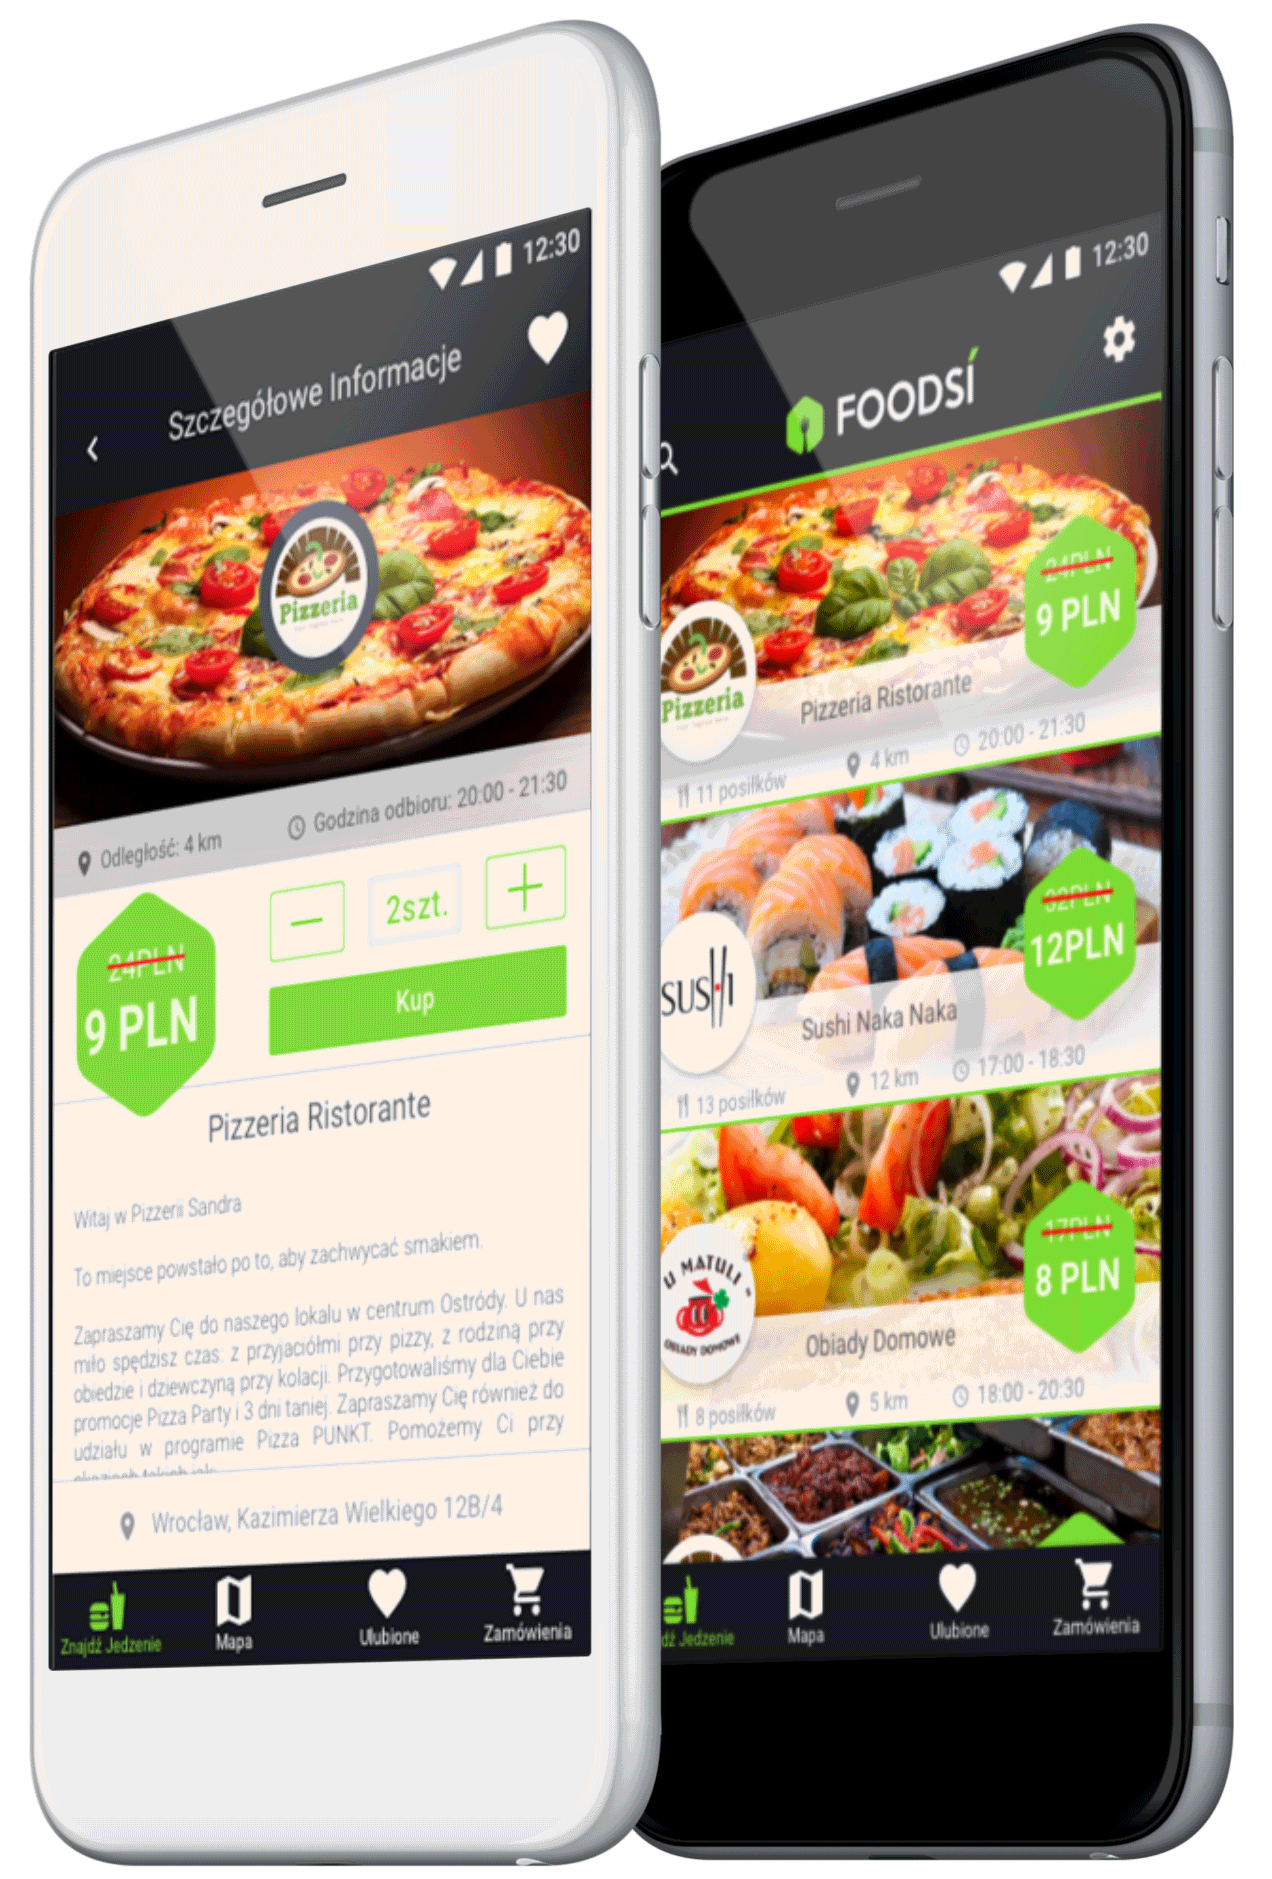 12:30
Szczegółowe Informacje
Pizzeria
Odległość: 4 km
Godzina odbioru: 20:00 - 21:30
24PLN
9 PLN
2szt.
Kup
Pizzeria Ristorante
Witaj w Pizzerii Sandra
To miejsce powstało po to, aby zachwycać smakiem.
Zapraszamy Cię do naszego lokalu w centrum Ostródy. U nas
miło spędzisz czas: z przyjaciółmi przy pizzy, z rodziną przy
obiedzie i dziewczyną przy kolacji. Przygotowaliśmy dla Ciebie
promocje Pizza Party i 3 dni taniej. Zapraszamy Cię również do
udziału w programie Pizza PUNKT. Pomożemy Ci przy
Wrocław, Kazimierza Wielkiego 12B/4
Znajdź Jedzenie
Mapa
Ulubione
Zamówienia
12:30
FOODSÍ
24PLN
9 PLN
Pizzeria
Pizzeria Ristorante
11 posiłków
4 km
20:00 - 21:30
32PLN
12PLN
SUSHI
Sushi Naka Naka
13 posiłków
12 km
17:00 - 18:30
17PLN
8 PLN
U MATULI
OBIADY DOMOWE
Obiady Domowe
8 posiłków
5 km
18:00 - 20:30
dź Jedzenie
Mapa
Ulubione
Zamówienia